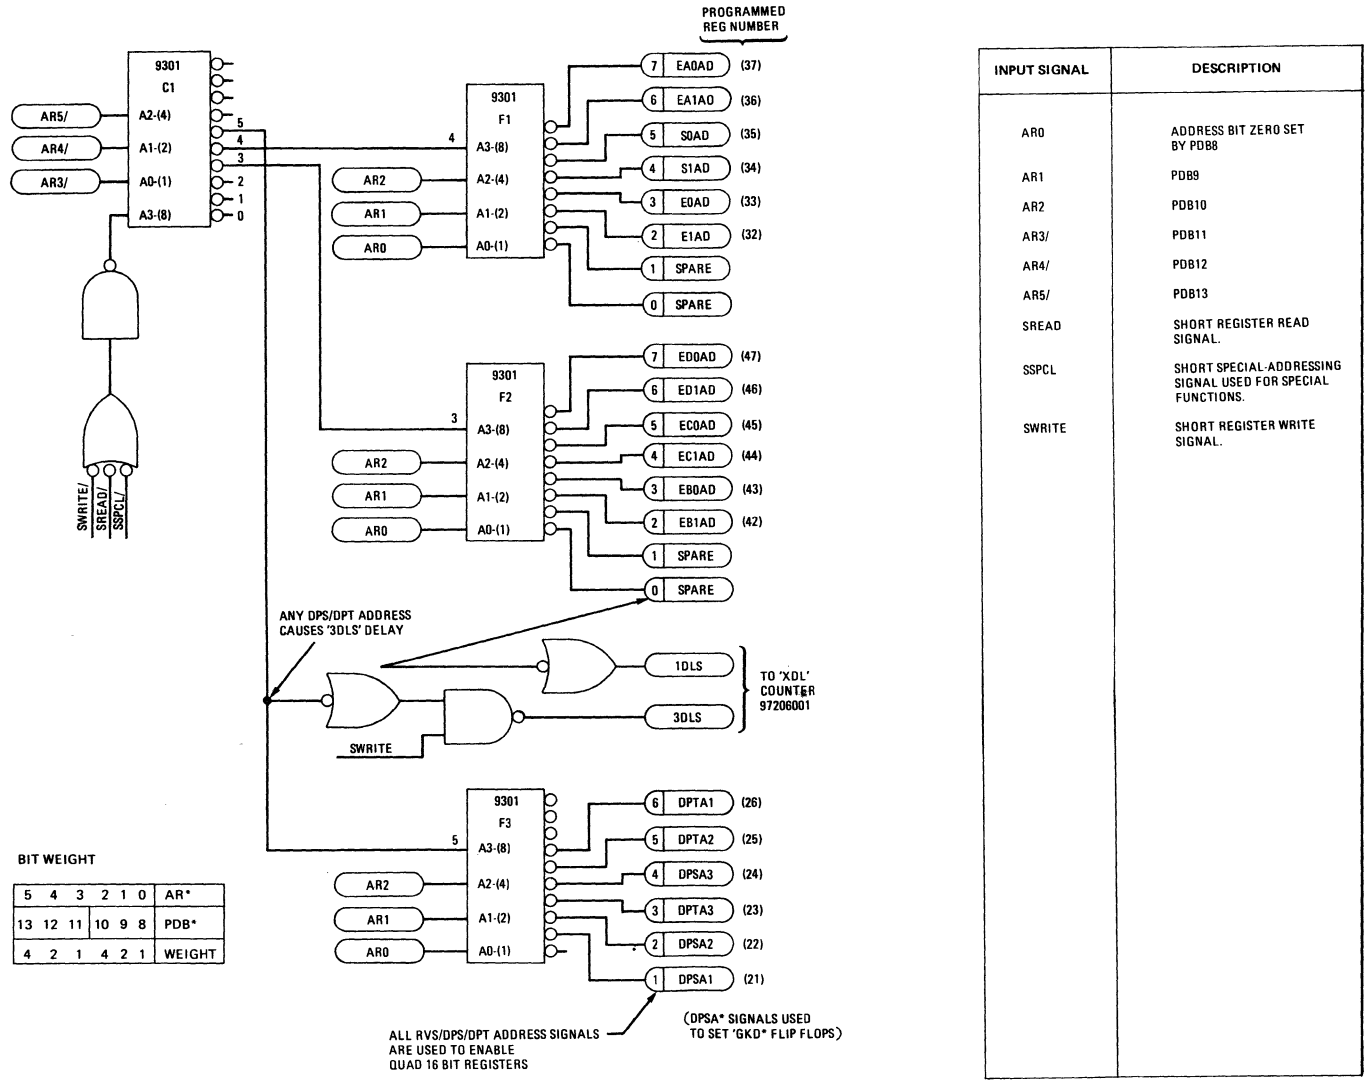 PROGRAMMED
REG NUMBER
9301
C1
AR5/ A2-(4)
AR4/ A1-(2)
AR3/ A0-(1)
A3-(8)
5
4
3
2
1
0
SWRITE/
SREAD/
SSPCL/
9301
F1
4 A3-(8)
AR2 A2-(4)
AR1 A1-(2)
AR0 A0-(1)
7 EA0AD (37)
6 EA1AO (36)
5 S0AD (35)
4 S1AD (34)
3 E0AD (33)
2 E1AD (32)
1 SPARE
0 SPARE
9301
F2
3 A3-(8)
AR2 A2-(4)
AR1 A1-(2)
AR0 A0-(1)
7 ED0AD (47)
6 ED1AD (46)
5 EC0AD (45)
4 EC1AD (44)
3 EB0AD (43)
2 EB1AD (42)
1 SPARE
0 SPARE
ANY DPS/DPT ADDRESS
CAUSES '3DLS' DELAY
SWRITE
1DLS
3DLS
TO 'XDL'
COUNTER
97206001
9301
F3
5 A3-(8)
AR2 A2-(4)
AR1 A1-(2)
AR0 A0-(1)
6 DPTA1 (26)
5 DPTA2 (25)
4 DPSA3 (24)
3 DPTA3 (23)
2 DPSA2 (22)
1 DPSA1 (21)
ALL RVS/DPS/DPT ADDRESS SIGNALS
ARE USED TO ENABLE
QUAD 16 BIT REGISTERS
(DPSA* SIGNALS USED
TO SET 'GKD* FLIP FLOPS)
BIT WEIGHT
5 4 3 2 1 0 AR*
13 12 11 10 9 8 PDB*
4 2 1 4 2 1 WEIGHT
INPUT SIGNAL DESCRIPTION
AR0 ADDRESS BIT ZERO SET
BY PDB8
AR1 PDB9
AR2 PDB10
AR3/ PDB11
AR4/ PDB12
AR5/ PDB13
SREAD SHORT REGISTER READ
SIGNAL.
SSPCL SHORT SPECIAL-ADDRESSING
SIGNAL USED FOR SPECIAL
FUNCTIONS.
SWRITE SHORT REGISTER WRITE
SIGNAL.